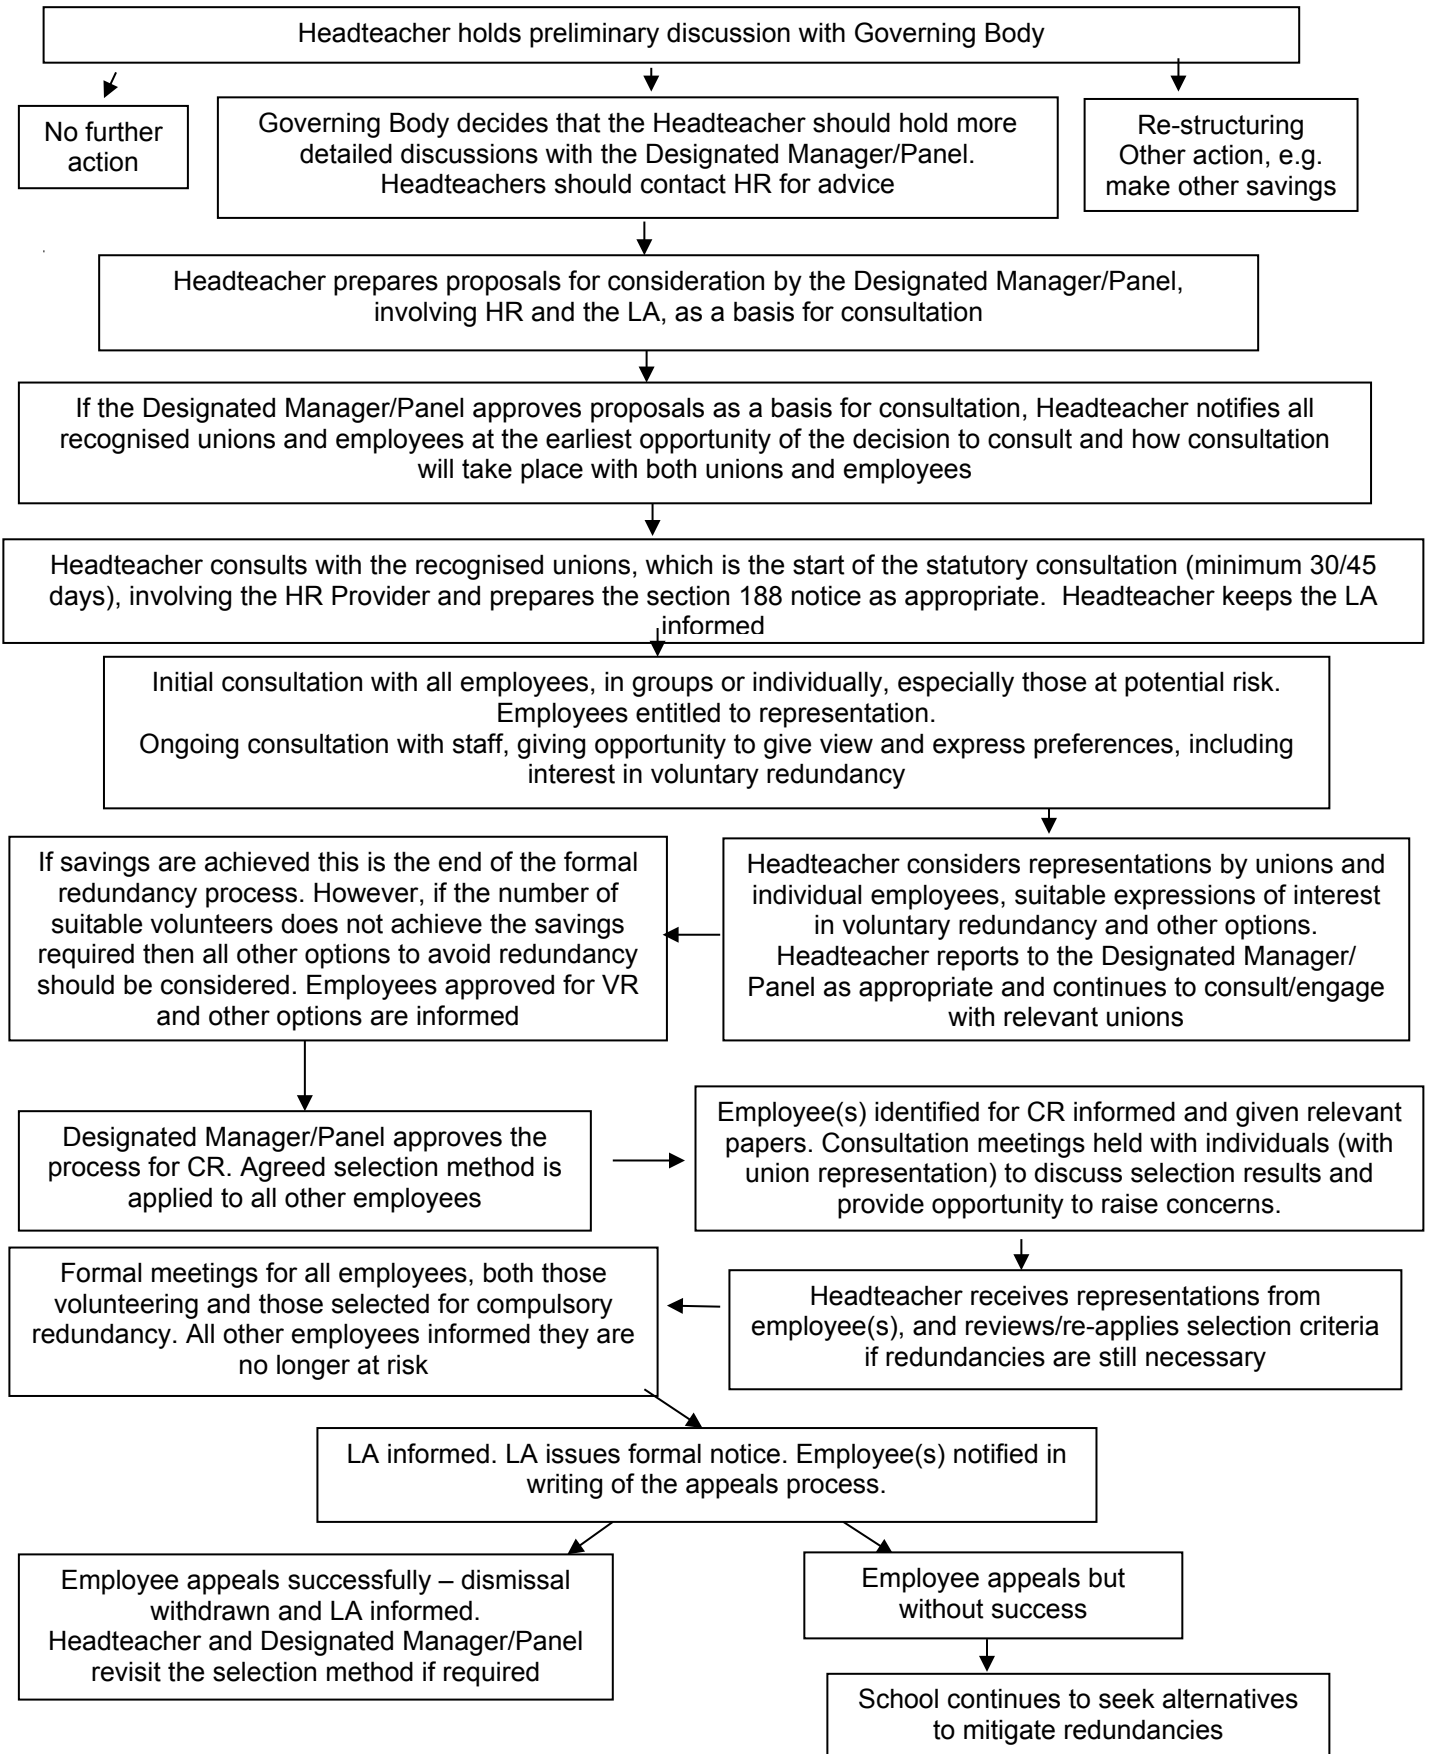 Headteacher holds preliminary discussion with Governing Body
No further
action
Governing Body decides that the Headteacher should hold more
detailed discussions with the Designated Manager/Panel.
Headteachers should contact HR for advice
Re-structuring
Other action, e.g.
make other savings
Headteacher prepares proposals for consideration by the Designated Manager/Panel,
involving HR and the LA, as a basis for consultation
If the Designated Manager/Panel approves proposals as a basis for consultation, Headteacher notifies all
recognised unions and employees at the earliest opportunity of the decision to consult and how consultation
will take place with both unions and employees
Headteacher consults with the recognised unions, which is the start of the statutory consultation (minimum 30/45
days), involving the HR Provider and prepares the section 188 notice as appropriate.  Headteacher keeps the LA
informed
Initial consultation with all employees, in groups or individually, especially those at potential risk.
Employees entitled to representation.
Ongoing consultation with staff, giving opportunity to give view and express preferences, including
interest in voluntary redundancy
If savings are achieved this is the end of the formal
redundancy process. However, if the number of
suitable volunteers does not achieve the savings
required then all other options to avoid redundancy
should be considered. Employees approved for VR
and other options are informed
Headteacher considers representations by unions and
individual employees, suitable expressions of interest
in voluntary redundancy and other options.
Headteacher reports to the Designated Manager/
Panel as appropriate and continues to consult/engage
with relevant unions
Designated Manager/Panel approves the
process for CR. Agreed selection method is
applied to all other employees
Employee(s) identified for CR informed and given relevant
papers. Consultation meetings held with individuals (with
union representation) to discuss selection results and
provide opportunity to raise concerns.
Formal meetings for all employees, both those
volunteering and those selected for compulsory
redundancy. All other employees informed they are
no longer at risk
Headteacher receives representations from
employee(s), and reviews/re-applies selection criteria
if redundancies are still necessary
LA informed. LA issues formal notice. Employee(s) notified in
writing of the appeals process.
Employee appeals successfully – dismissal
withdrawn and LA informed.
Headteacher and Designated Manager/Panel
revisit the selection method if required
Employee appeals but
without success
School continues to seek alternatives
to mitigate redundancies